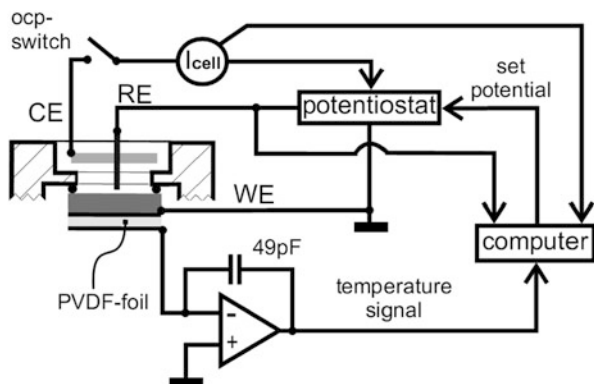 ocp-
switch
Icell
RE
potentiostat
set
potential
CE
WE
computer
49pF
PVDF-foil
temperature
signal
-
+